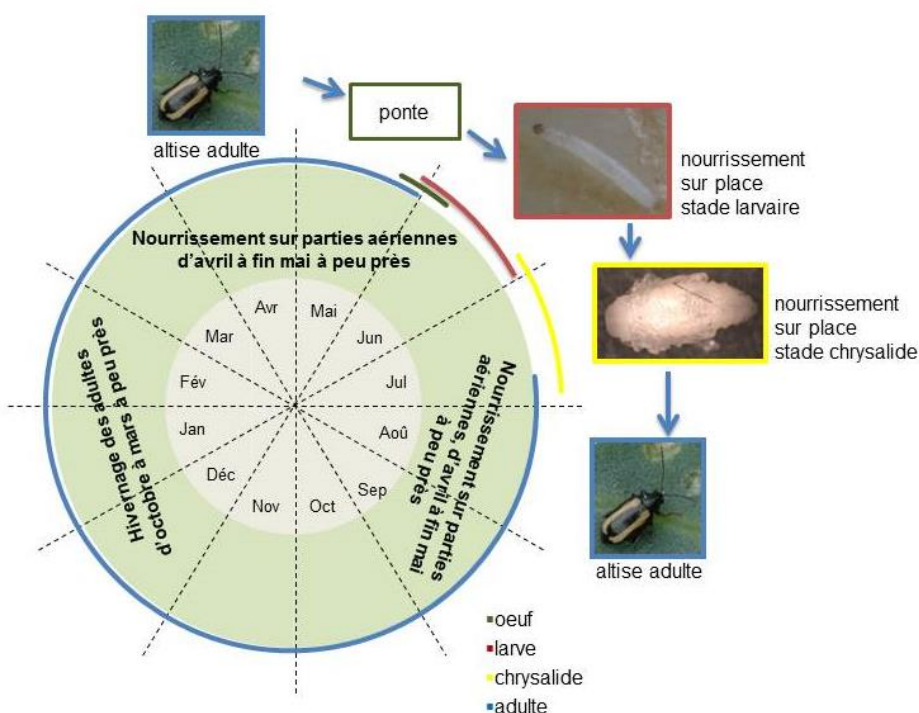 altise adulte
ponte
nourrissement
sur place
stade larvaire
nourrissement
sur place
stade chrysalide
altise adulte
Nourrissement sur parties aériennes
d'avril à fin mai à peu près
Nourrissement sur parties
aériennes, d'avril à fin mai
à peu près
Hivernage des adultes
d'octobre à mars à peu près
Avr
Mai
Mar
Jun
Fév
Jul
Jan
Aoû
Déc
Sep
Nov
Oct
oeuf
larve
chrysalide
adulte